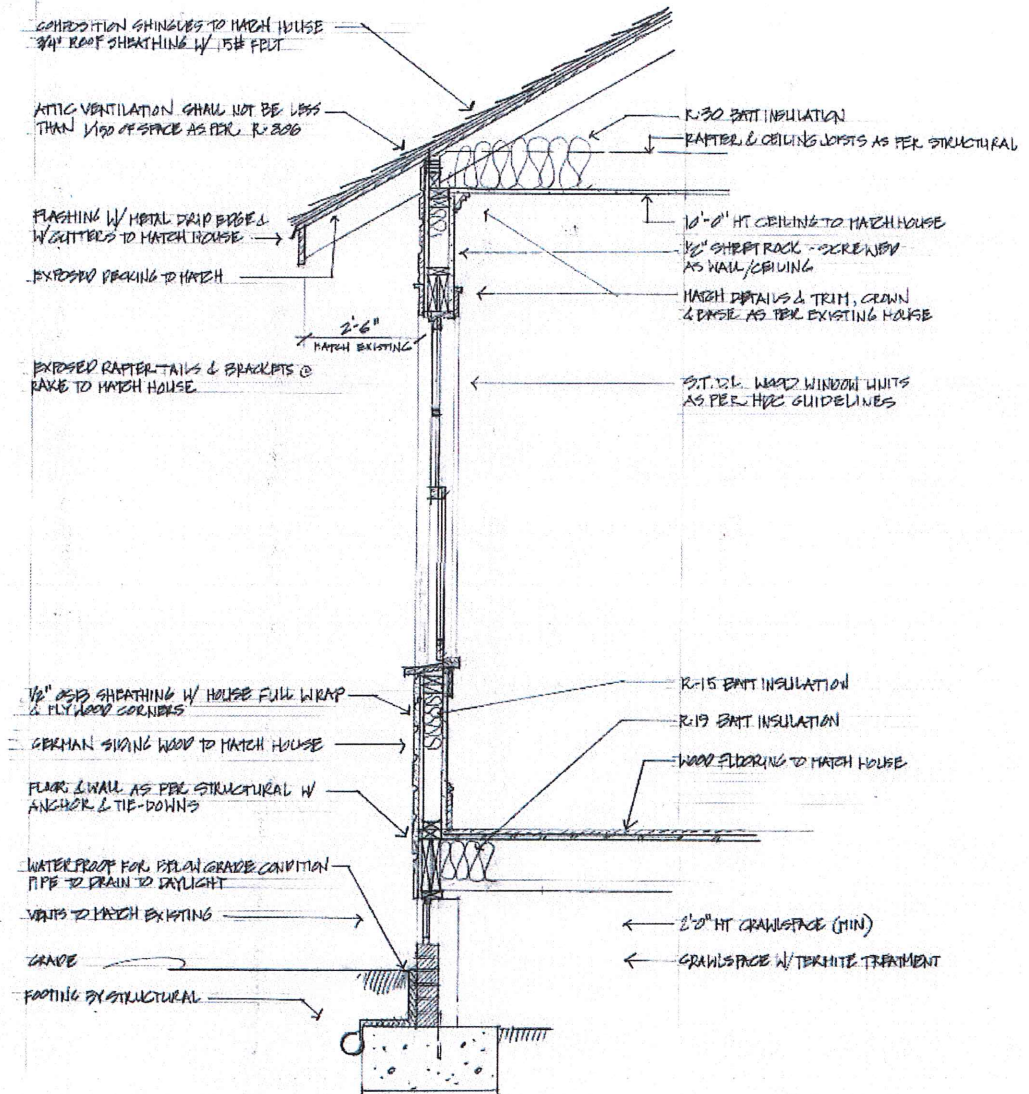 COMPOSITION SHINGLES TO MATCH HOUSE
3/4" ROOF SHEATHING W/ 15# FELT
ATTIC VENTILATION SHALL NOT BE LESS
THAN 1/150 OF SPACE AS PER R-806
FLASHING W/ METAL DRIP EDGE &
W/ GUTTERS TO MATCH HOUSE
EXPOSED DECKING TO MATCH
2'-6"
MATCH EXISTING
EXPOSED RAFTER TAILS & BRACKETS @
RAKE TO MATCH HOUSE
1/2" OSB SHEATHING W/ HOUSE FULL WRAP
& PLYWOOD CORNERS
GERMAN SIDING WOOD TO MATCH HOUSE
FLOOR & WALL AS PER STRUCTURAL W/
ANCHOR & TIE-DOWNS
WATERPROOF FOR BELOW GRADE CONDITION
PIPE TO DRAIN TO DAYLIGHT
VENTS TO MATCH EXISTING
GRADE
FOOTING BY STRUCTURAL
R-30 BATT INSULATION
RAFTER & CEILING JOISTS AS PER STRUCTURAL
10'-0" HT CEILING TO MATCH HOUSE
1/2" SHEETROCK - SCREWED
AS WALL/CEILING
MATCH DETAILS & TRIM, CROWN
& BASE AS PER EXISTING HOUSE
S.T.D.L. WOOD WINDOW UNITS
AS PER HDC GUIDELINES
R-15 BATT INSULATION
R-19 BATT INSULATION
WOOD FLOORING TO MATCH HOUSE
2'-0" HT CRAWLSPACE (MIN)
CRAWLSPACE W/ TERMITE TREATMENT